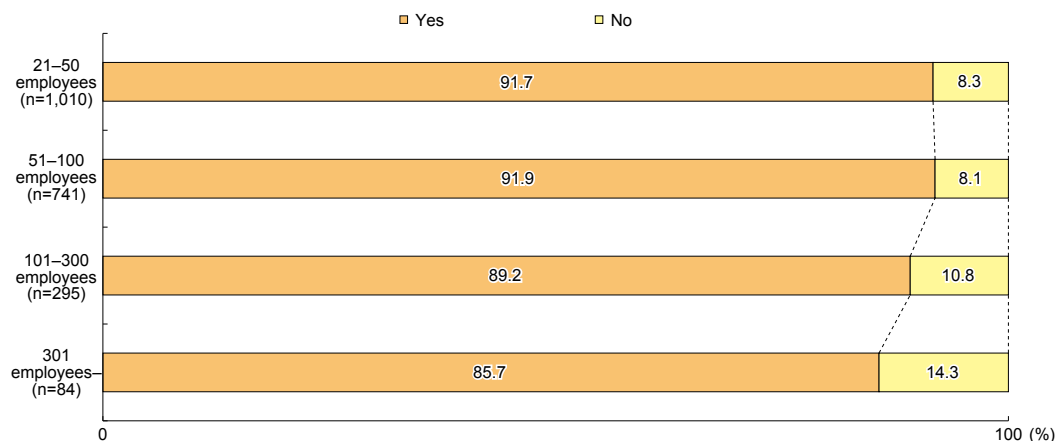 Yes No
21–50
employees
(n=1,010)
91.7 8.3
51–100
employees
(n=741)
91.9 8.1
101–300
employees
(n=295)
89.2 10.8
301
employees–
(n=84)
85.7 14.3
0 100 (%)